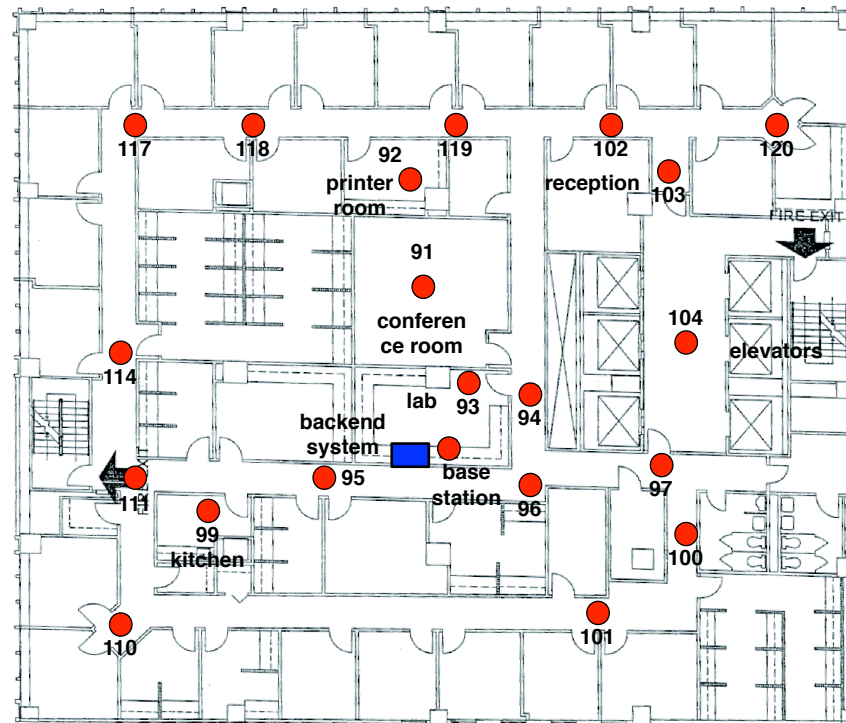 117
118
119
102
120
92
printer
room
reception
103
FIRE EXIT
91
conferen
ce room
104
elevators
114
lab
93
94
backend
system
base
station
95
96
97
111
99
kitchen
100
110
101